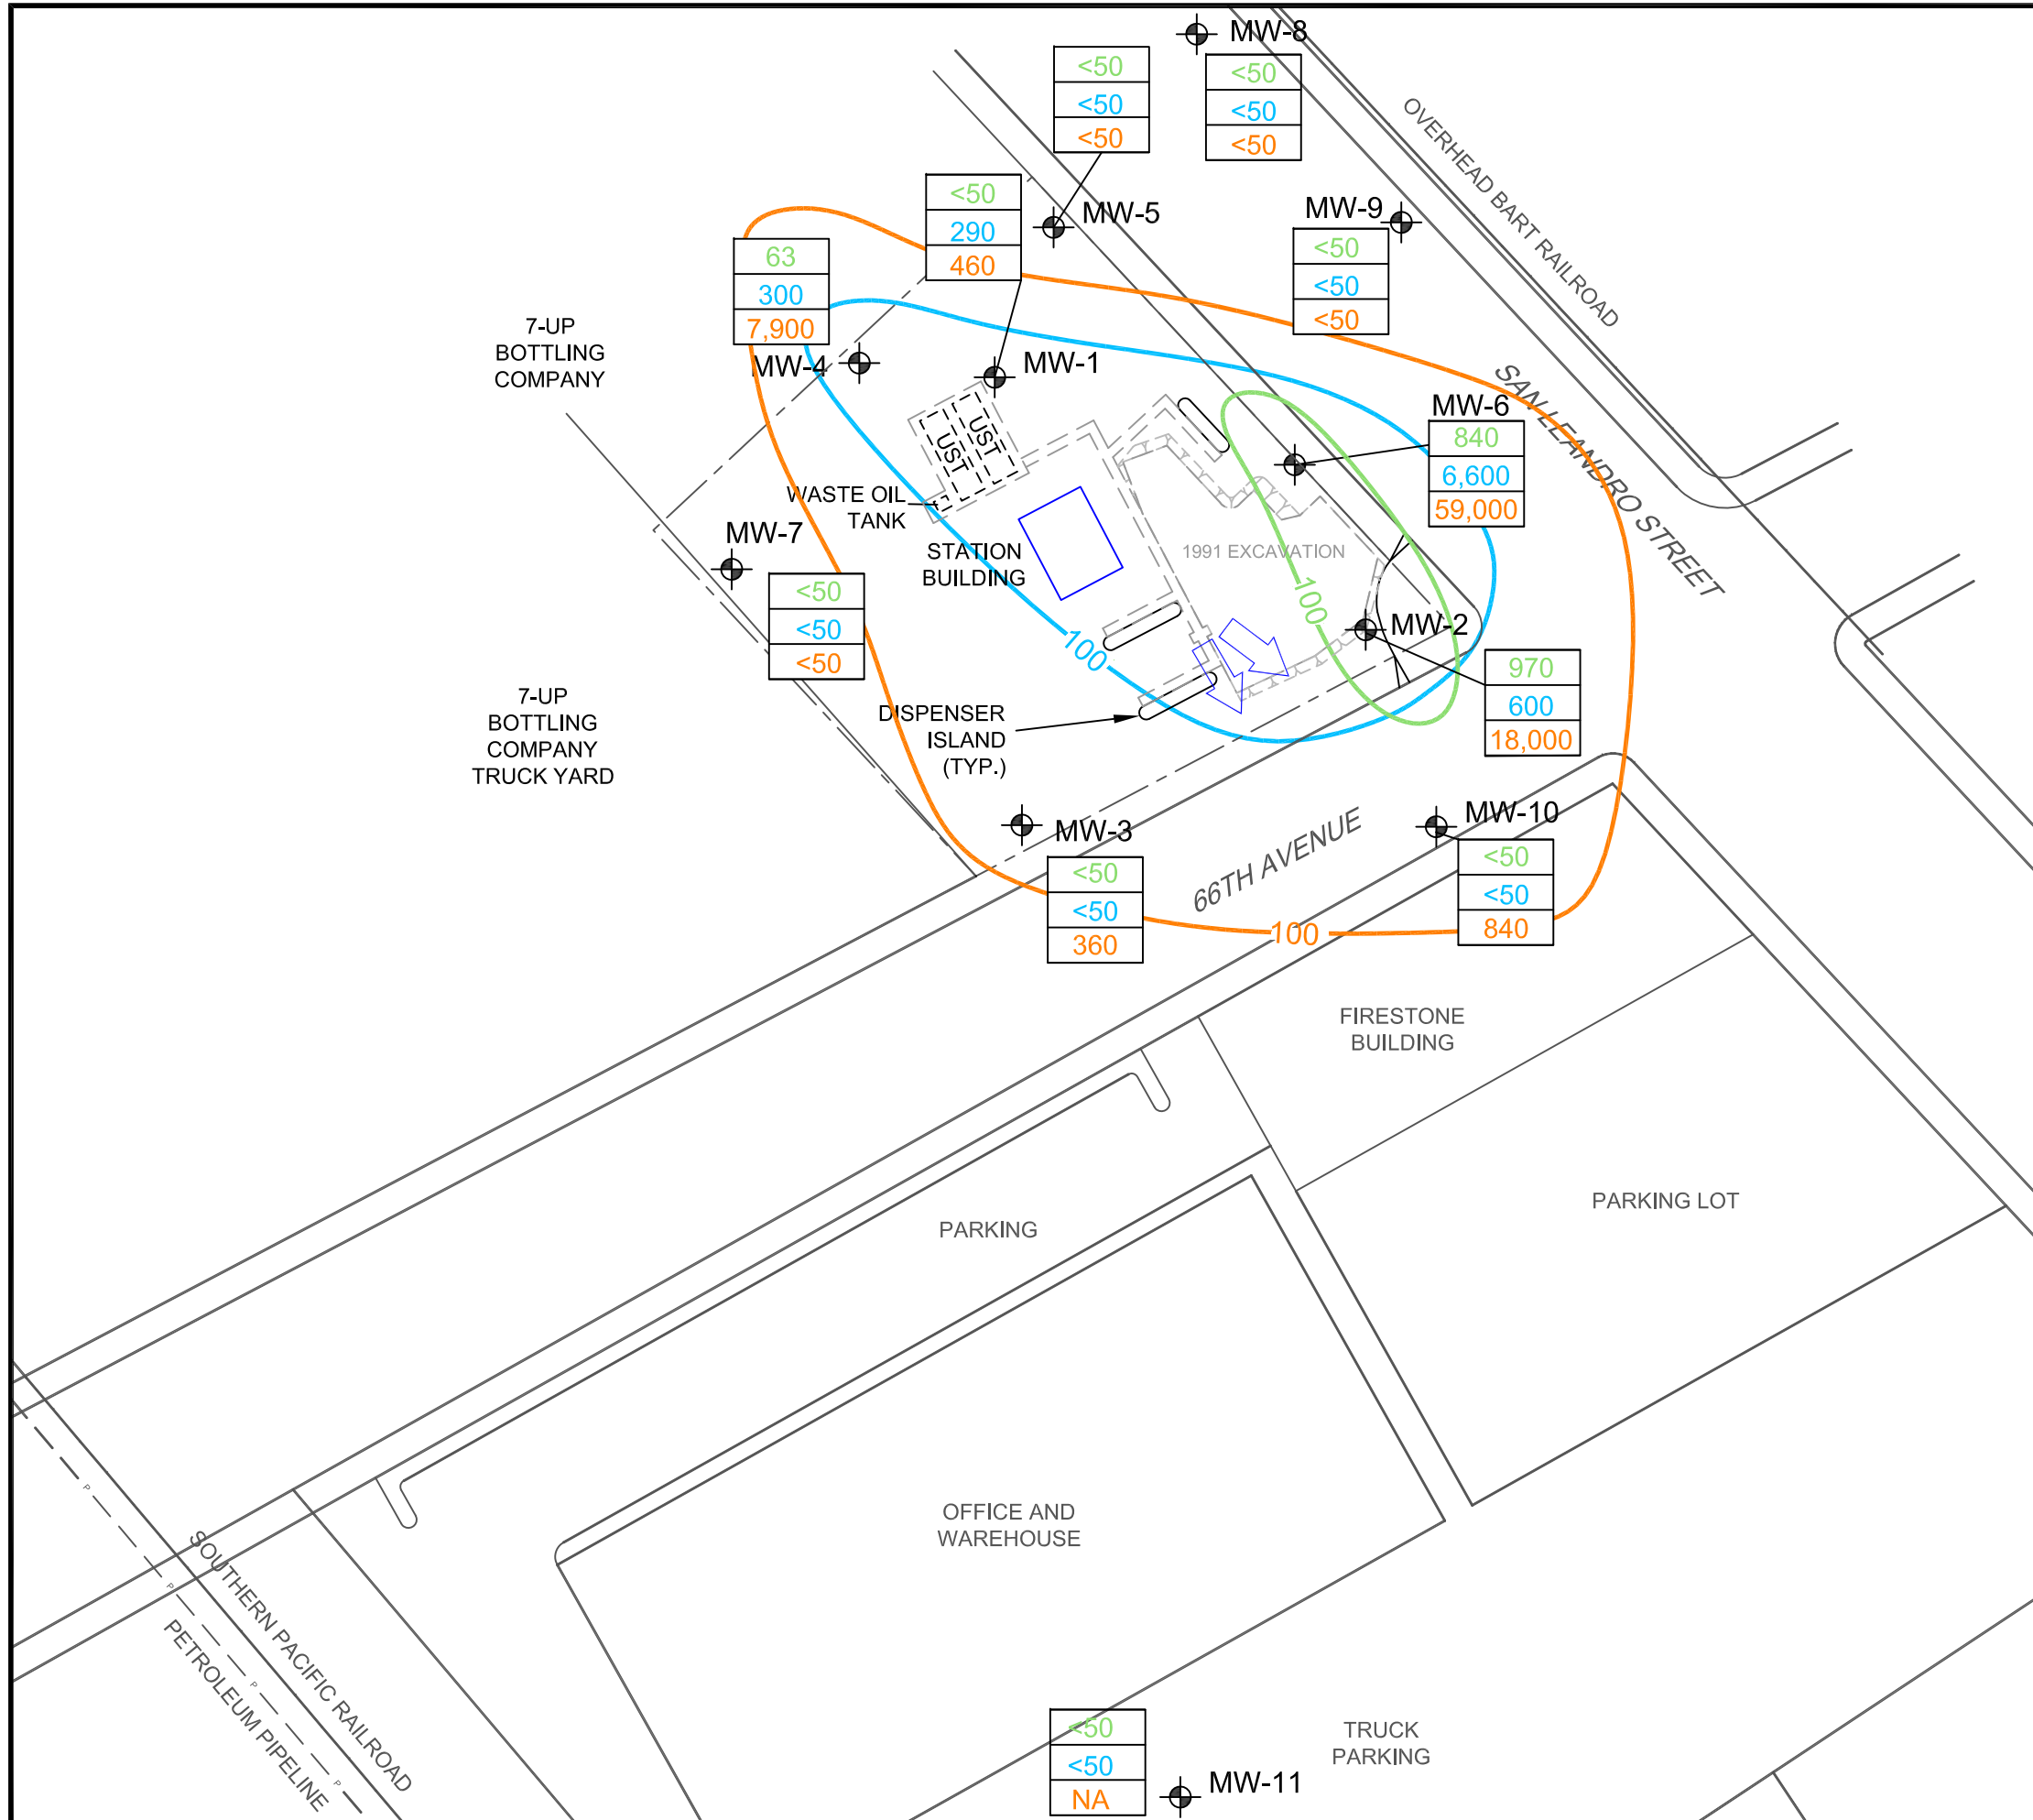 MW-8
<50
<50
<50
<50
<50
<50
OVERHEAD BART RAILROAD
MW-5
<50
290
460
MW-9
<50
<50
<50
63
300
7,900
7-UP
BOTTLING
COMPANY
MW-4
MW-1
SAN LEANDRO STREET
MW-6
840
6,600
59,000
UST
UST
WASTE OIL
TANK
MW-7
STATION
BUILDING
1991 EXCAVATION
<50
<50
<50
100
100
MW-2
970
600
18,000
7-UP
BOTTLING
COMPANY
TRUCK YARD
DISPENSER
ISLAND
(TYP.)
MW-3
<50
<50
360
66TH AVENUE
MW-10
<50
<50
840
100
FIRESTONE
BUILDING
PARKING
PARKING LOT
OFFICE AND
WAREHOUSE
P
P
P
P
SOUTHERN PACIFIC RAILROAD
PETROLEUM PIPELINE
<50
<50
NA
MW-11
TRUCK
PARKING